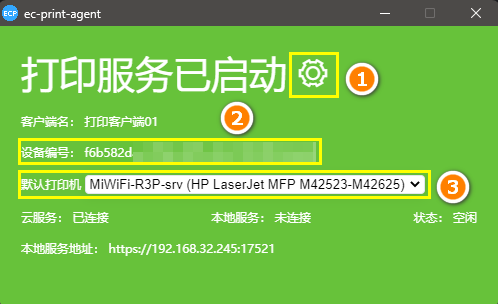 ECP ec-print-agent
打印服务已启动
1
客户端名: 打印客户端01
2
设备编号: f6b582d
默认打印机 MiWiFi-R3P-srv (HP LaserJet MFP M42523-M42625)
3
云服务: 已连接 本地服务: 未连接 状态: 空闲
本地服务地址: https://192.168.32.245:17521